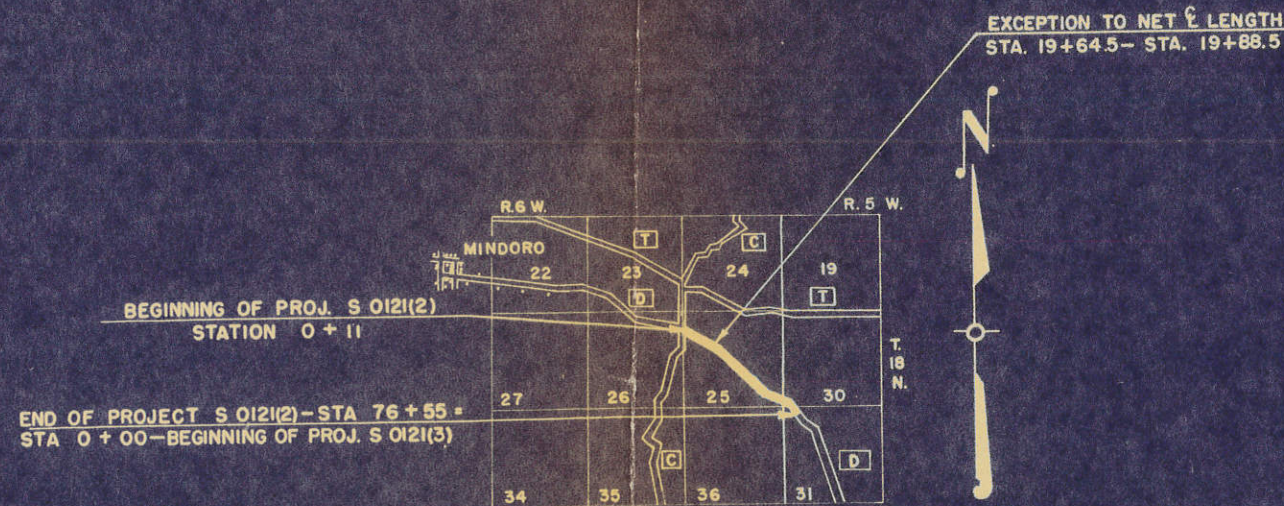 EXCEPTION TO NET ℄ LENGTH
STA. 19+64.5– STA. 19+88.5
N
R.6 W.
R. 5 W.
MINDORO
T
C
22
23
24
19
D
T
BEGINNING OF PROJ. S 0121(2)
STATION 0 + 11
T.
18
N.
27
26
25
30
END OF PROJECT S 0121(2)–STA 76+55 =
STA 0+00–BEGINNING OF PROJ. S 0121(3)
C
D
34
35
36
31